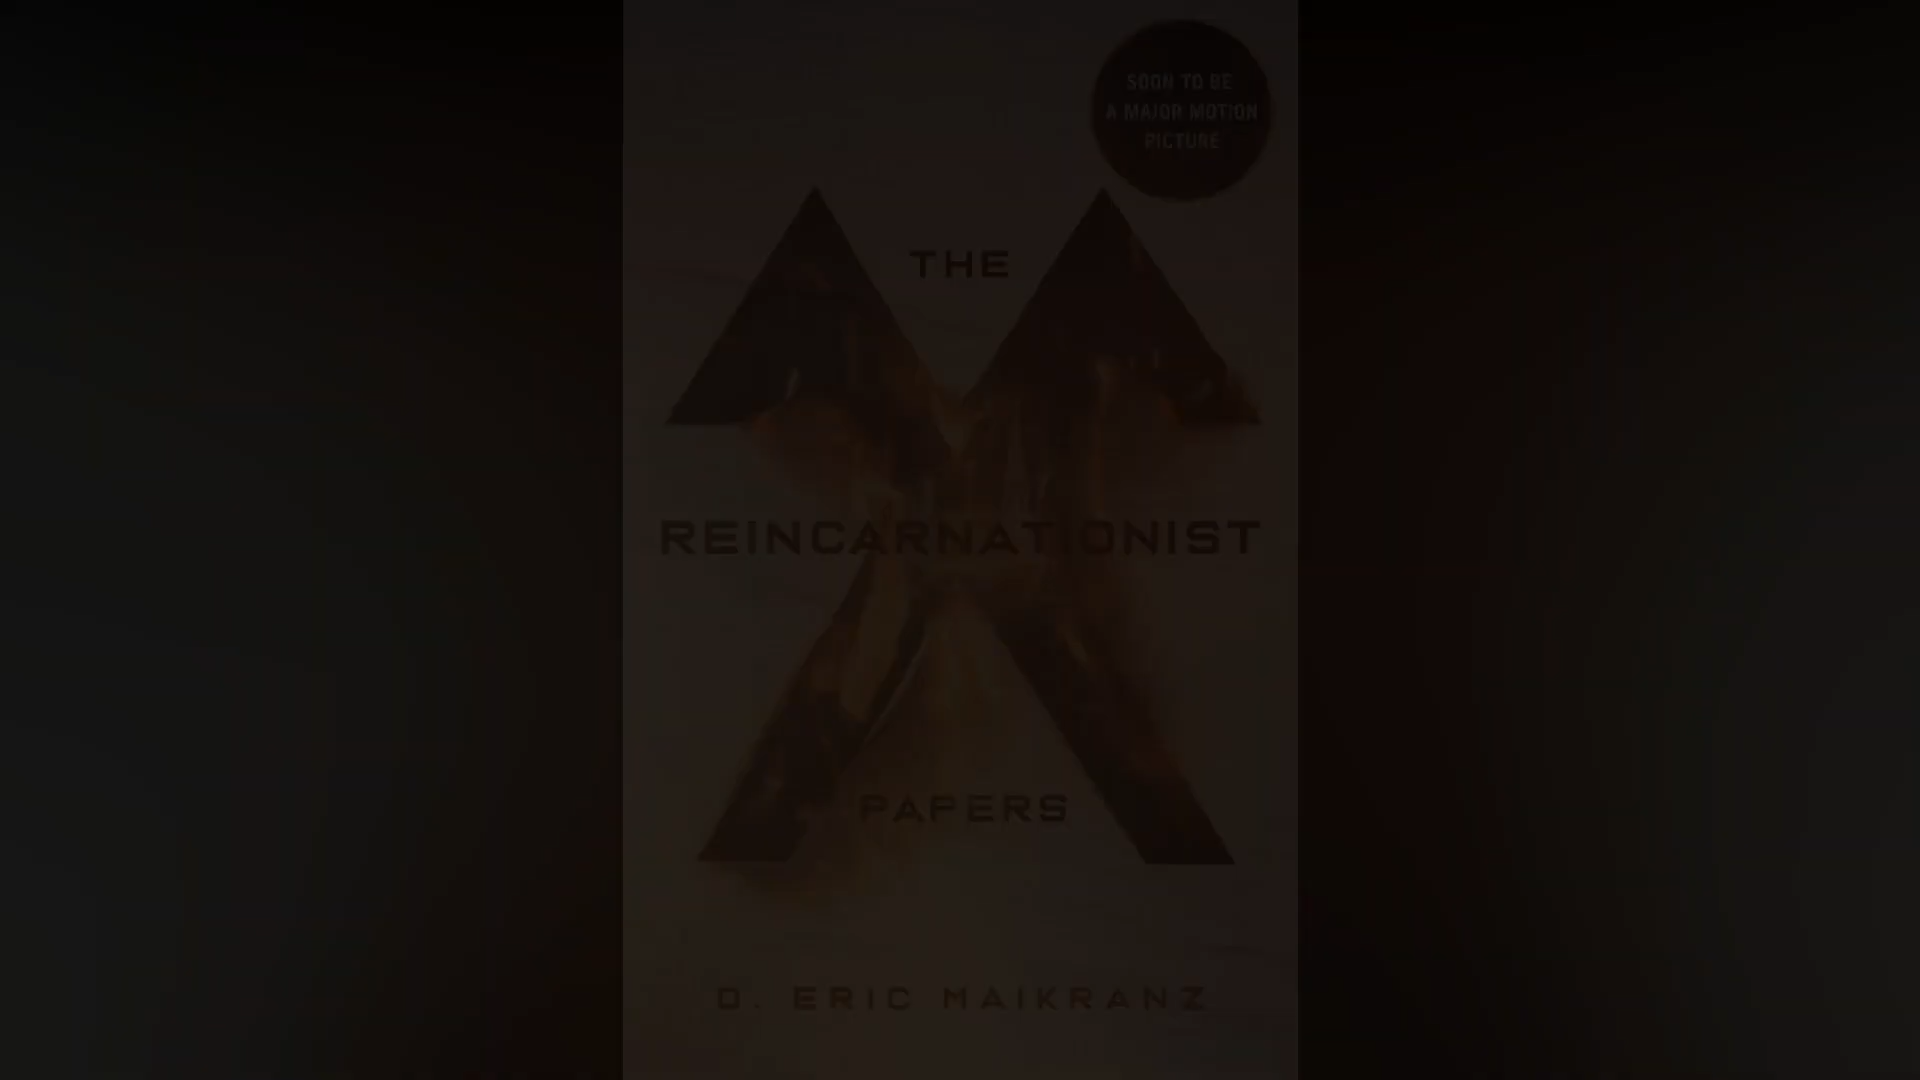 SOON TO BE
A MAJOR MOTION
PICTURE
THE
REINCARNATIONIST
PAPERS
D. ERIC MAIKRANZ